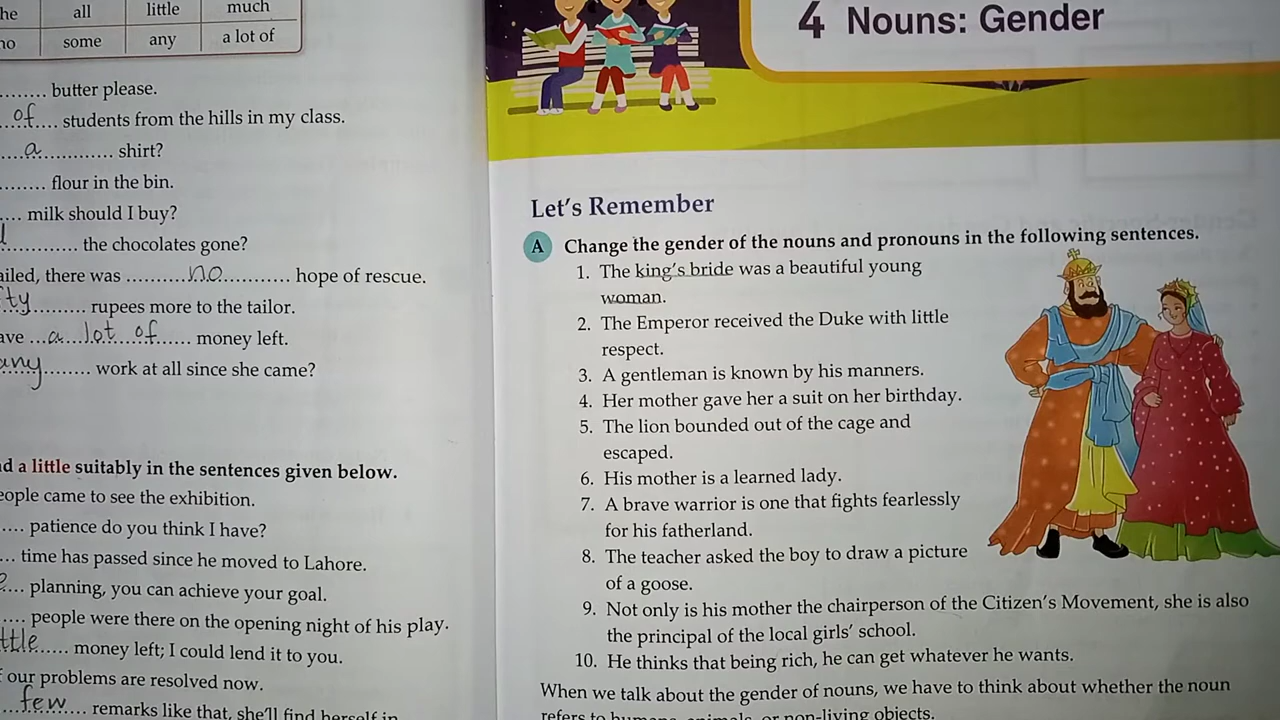 he all little much
no some any a lot of
........ butter please.
of.... students from the hills in my class.
....a............. shirt?
........ flour in the bin.
.... milk should I buy?
............ the chocolates gone?
ailed, there was ...........no............ hope of rescue.
ty.......... rupees more to the tailor.
ave ...a...lot...of...... money left.
any........ work at all since she came?
d a little suitably in the sentences given below.
eople came to see the exhibition.
.... patience do you think I have?
... time has passed since he moved to Lahore.
.... planning, you can achieve your goal.
.... people were there on the opening night of his play.
ttle..... money left; I could lend it to you.
our problems are resolved now.
...few...... remarks like that, she'll find herself in
4 Nouns: Gender
Let's Remember
A Change the gender of the nouns and pronouns in the following sentences.
1. The king's bride was a beautiful young
woman.
2. The Emperor received the Duke with little
respect.
3. A gentleman is known by his manners.
4. Her mother gave her a suit on her birthday.
5. The lion bounded out of the cage and
escaped.
6. His mother is a learned lady.
7. A brave warrior is one that fights fearlessly
for his fatherland.
8. The teacher asked the boy to draw a picture
of a goose.
9. Not only is his mother the chairperson of the Citizen's Movement, she is also
the principal of the local girls' school.
10. He thinks that being rich, he can get whatever he wants.
When we talk about the gender of nouns, we have to think about whether the noun
refers to humans, animals, or non-living objects.